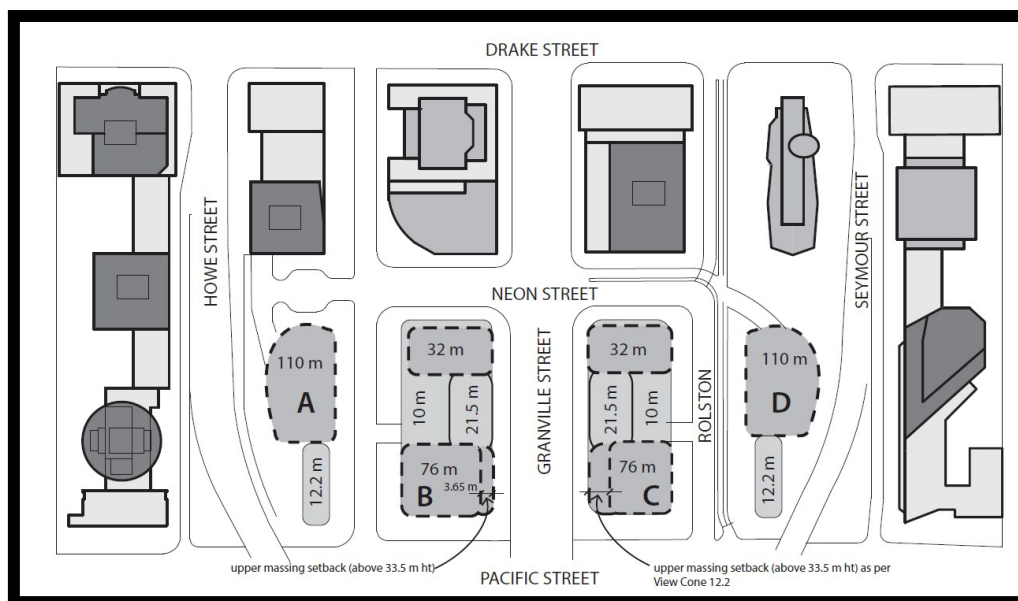 DRAKE STREET
HOWE STREET
SEYMOUR STREET
NEON STREET
GRANVILLE STREET
ROLSTON
110 m
A
32 m
10 m
21.5 m
76 m
3.65 m
B
32 m
21.5 m
10 m
76 m
C
110 m
D
12.2 m
12.2 m
upper massing setback (above 33.5 m ht)
upper massing setback (above 33.5 m ht) as per
View Cone 12.2
PACIFIC STREET